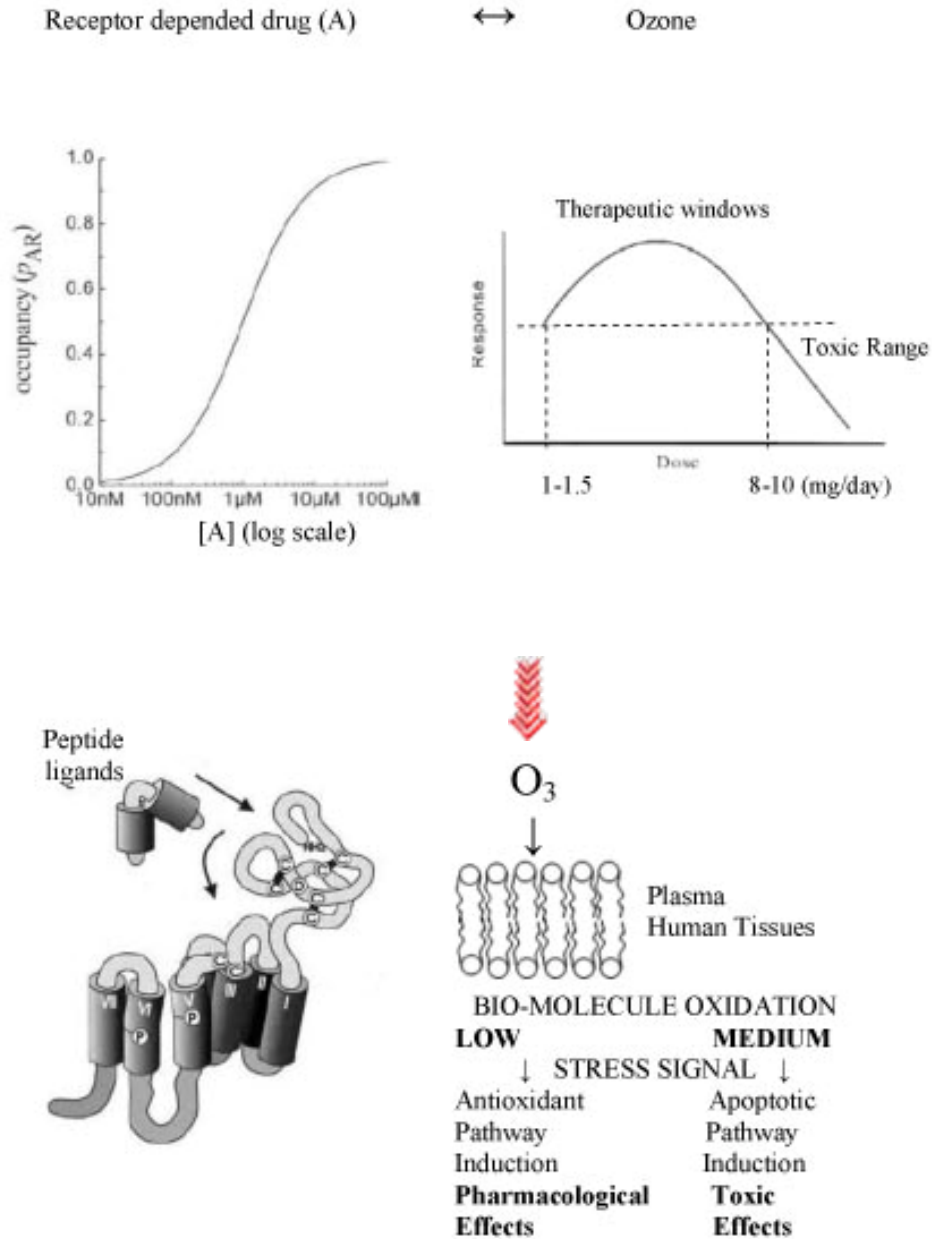 Receptor depended drug (A) ↔ Ozone
1.0
0.8
0.6
0.4
0.2
0.0
occupancy (pAR)
10nM 100nM 1µM 10µM 100µM
[A] (log scale)
Therapeutic windows
Response
Toxic Range
Dose
1-1.5 8-10 (mg/day)
Peptide
ligands
VII VI V I
P P
O₃
Plasma
Human Tissues
BIO-MOLECULE OXIDATION
LOW MEDIUM
↓ STRESS SIGNAL ↓
Antioxidant Apoptotic
Pathway Pathway
Induction Induction
Pharmacological Toxic
Effects Effects